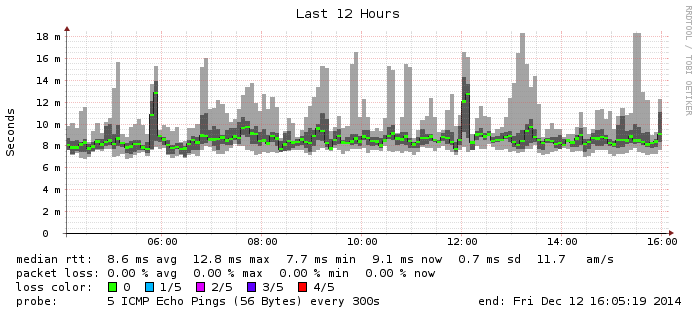 Last 12 Hours
RRDTOOL / TOBI OETIKER
Seconds
18 m
16 m
14 m
12 m
10 m
8 m
6 m
4 m
2 m
0
06:00 08:00 10:00 12:00 14:00 16:00
median rtt: 8.6 ms avg 12.8 ms max 7.7 ms min 9.1 ms now 0.7 ms sd 11.7 am/s
packet loss: 0.00 % avg 0.00 % max 0.00 % min 0.00 % now
loss color: 0 1/5 2/5 3/5 4/5
probe: 5 ICMP Echo Pings (56 Bytes) every 300s end: Fri Dec 12 16:05:19 2014